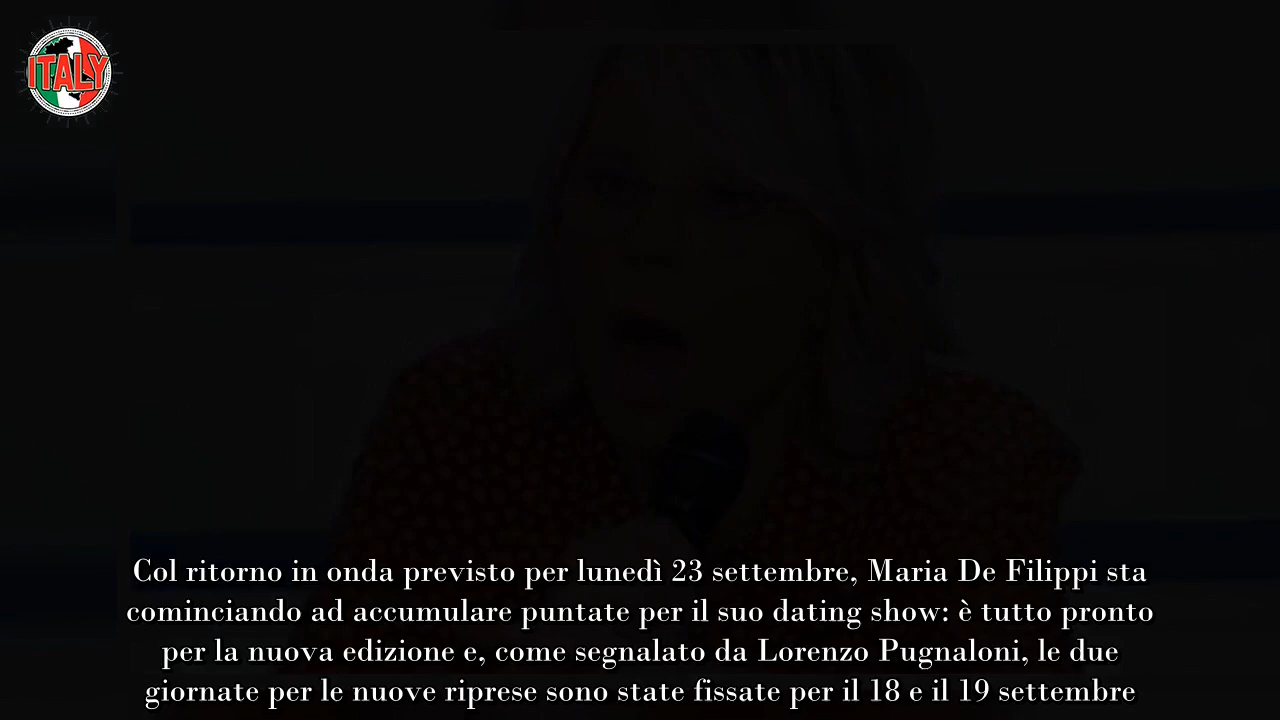 ITALY
Col ritorno in onda previsto per lunedì 23 settembre, Maria De Filippi sta
cominciando ad accumulare puntate per il suo dating show: è tutto pronto
per la nuova edizione e, come segnalato da Lorenzo Pugnaloni, le due
giornate per le nuove riprese sono state fissate per il 18 e il 19 settembre